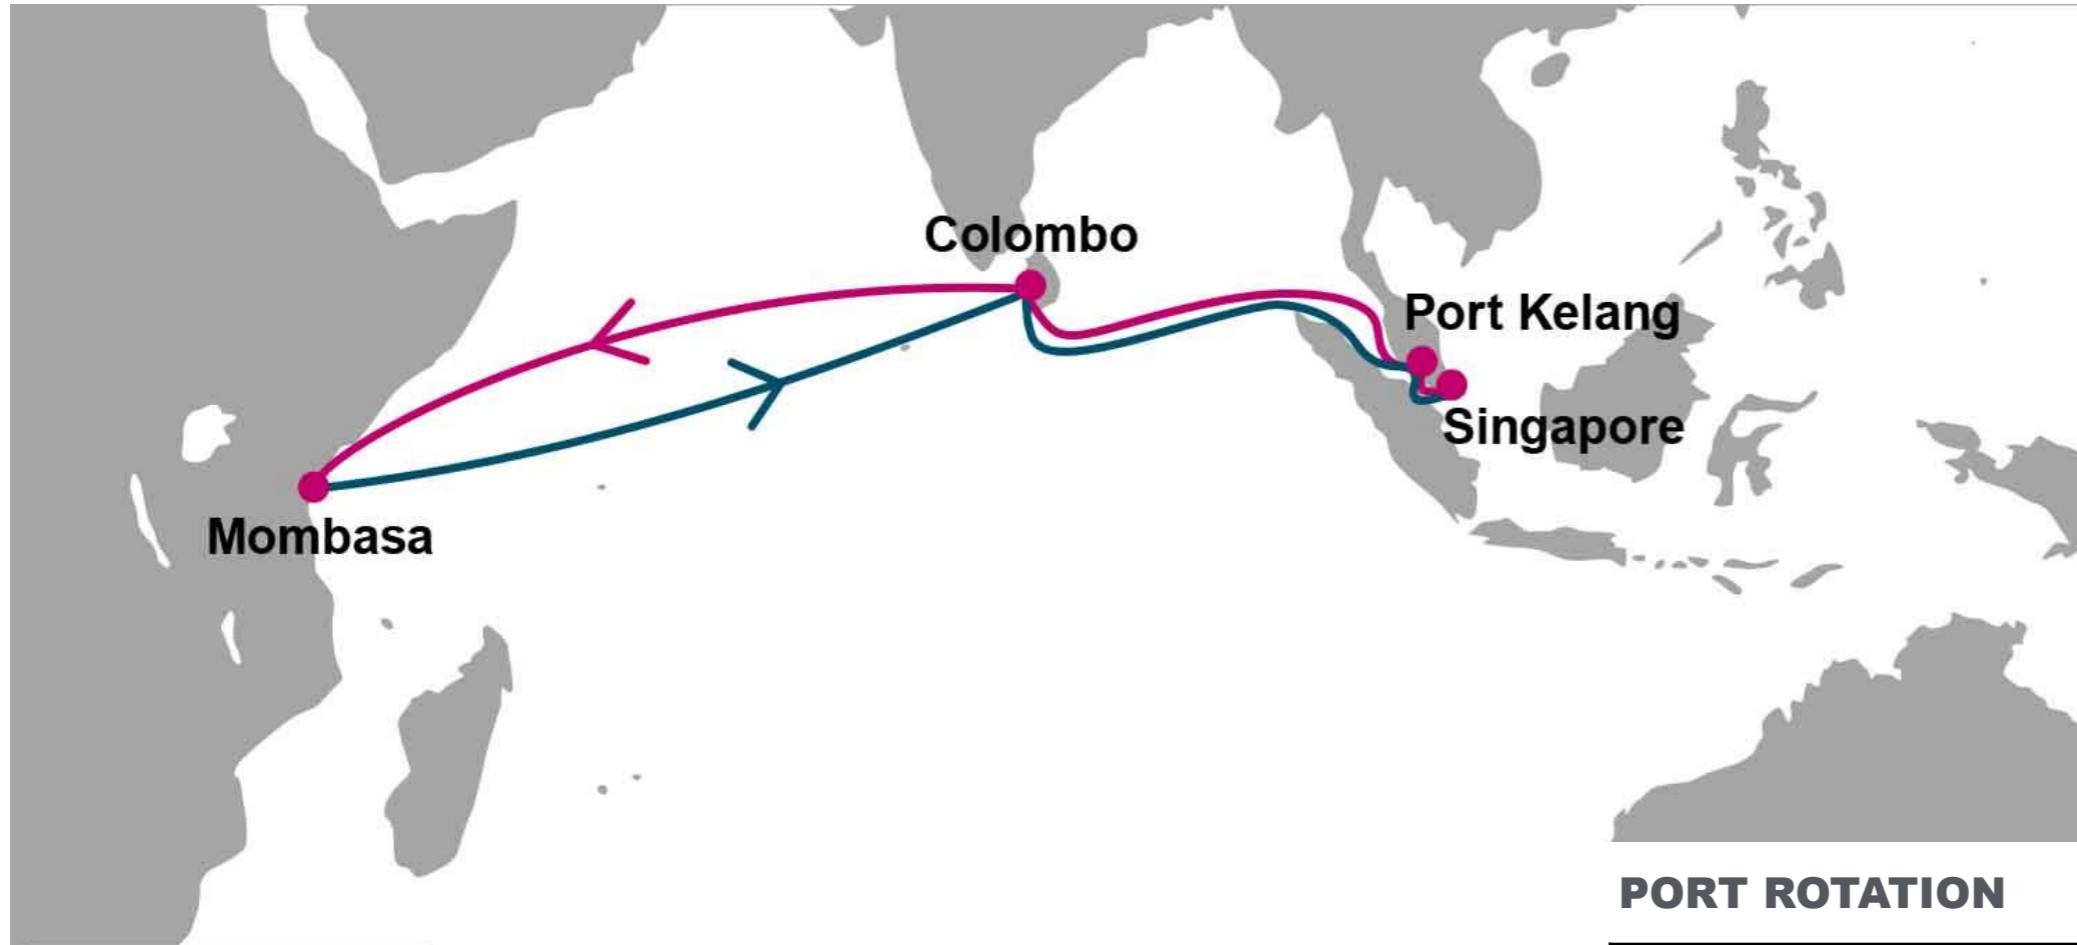 Colombo
Port Kelang
Singapore
Mombasa
PORT ROTATION